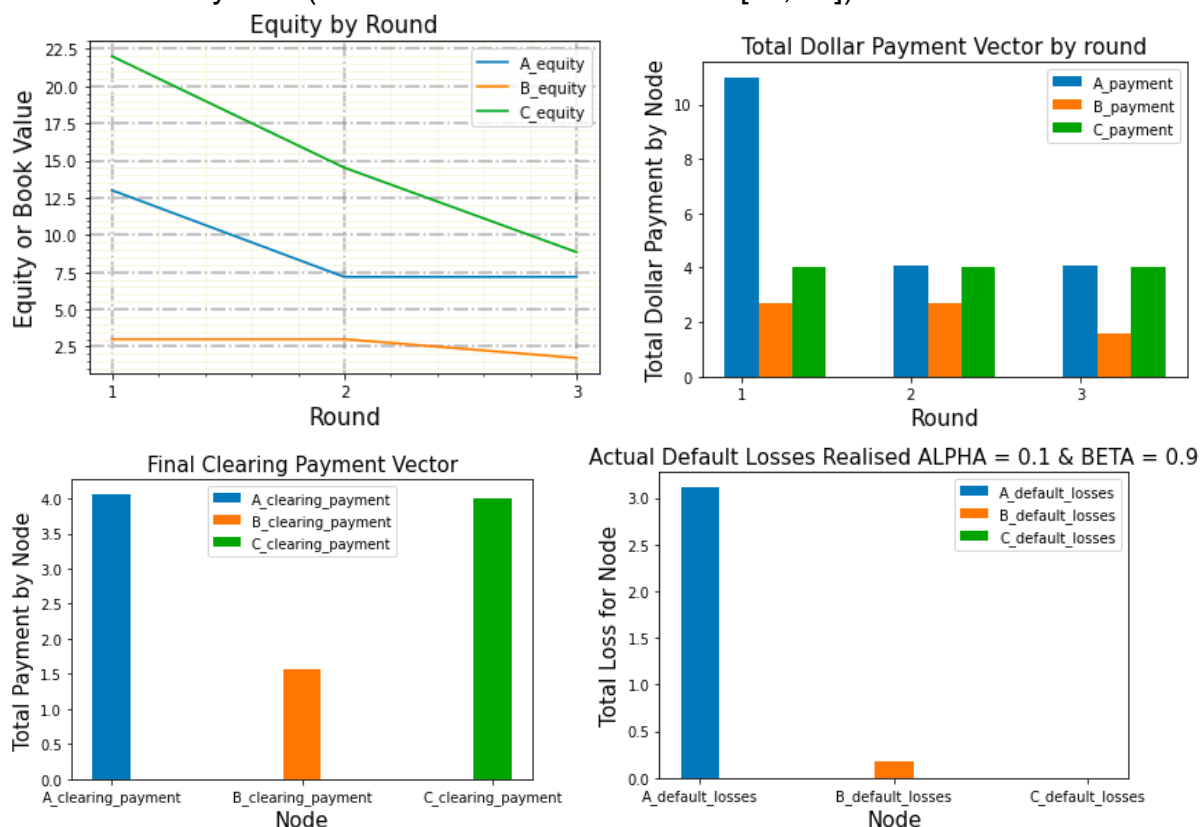 Equity by Round
Equity or Book Value
22.5
20.0
17.5
15.0
12.5
10.0
7.5
5.0
2.5
A_equity
B_equity
C_equity
1 2 3
Round
Total Dollar Payment Vector by round
Total Dollar Payment by Node
10
8
6
4
2
0
A_payment
B_payment
C_payment
1 2 3
Round
Final Clearing Payment Vector
Total Payment by Node
4.0
3.5
3.0
2.5
2.0
1.5
1.0
0.5
0.0
A_clearing_payment
B_clearing_payment
C_clearing_payment
A_clearing_payment B_clearing_payment C_clearing_payment
Node
Actual Default Losses Realised ALPHA = 0.1 & BETA = 0.9
Total Loss for Node
3.0
2.5
2.0
1.5
1.0
0.5
0.0
A_default_losses
B_default_losses
C_default_losses
A_default_losses B_default_losses C_default_losses
Node